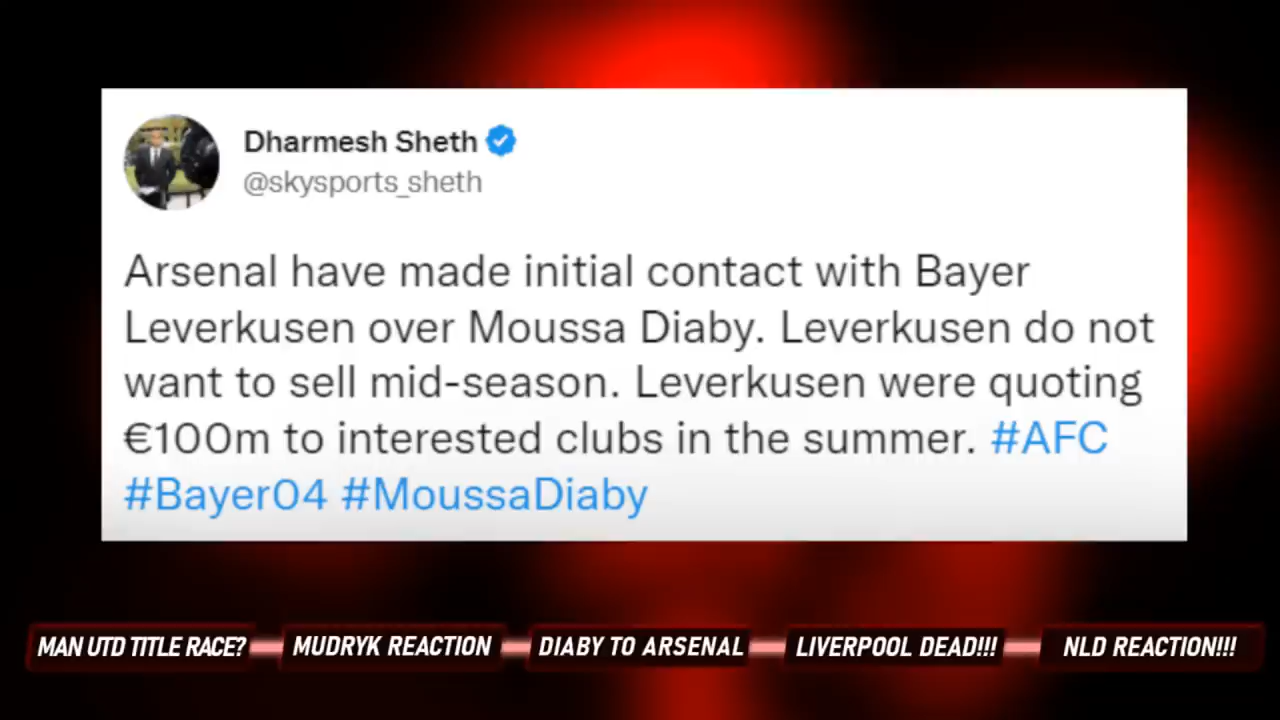 Dharmesh Sheth
@skysports_sheth
Arsenal have made initial contact with Bayer
Leverkusen over Moussa Diaby. Leverkusen do not
want to sell mid-season. Leverkusen were quoting
€100m to interested clubs in the summer. #AFC
#Bayer04 #MoussaDiaby
MAN UTD TITLE RACE? MUDRYK REACTION DIABY TO ARSENAL LIVERPOOL DEAD!!! NLD REACTION!!!